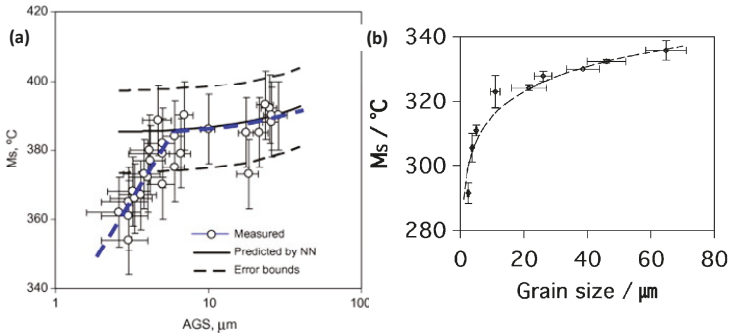 (a)
420
400
380
360
340
Ms, ºC
1
10
100
AGS, µm
Measured
Predicted by NN
Error bounds
(b)
340
320
300
280
Ms / °C
0
20
40
60
80
Grain size / µm